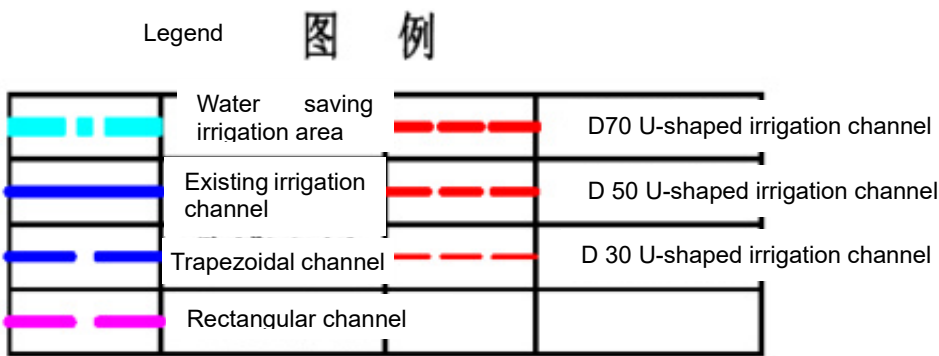 Legend 图 例
Water saving
irrigation area
D70 U-shaped irrigation channel
Existing irrigation
channel
D 50 U-shaped irrigation channel
Trapezoidal channel
D 30 U-shaped irrigation channel
Rectangular channel